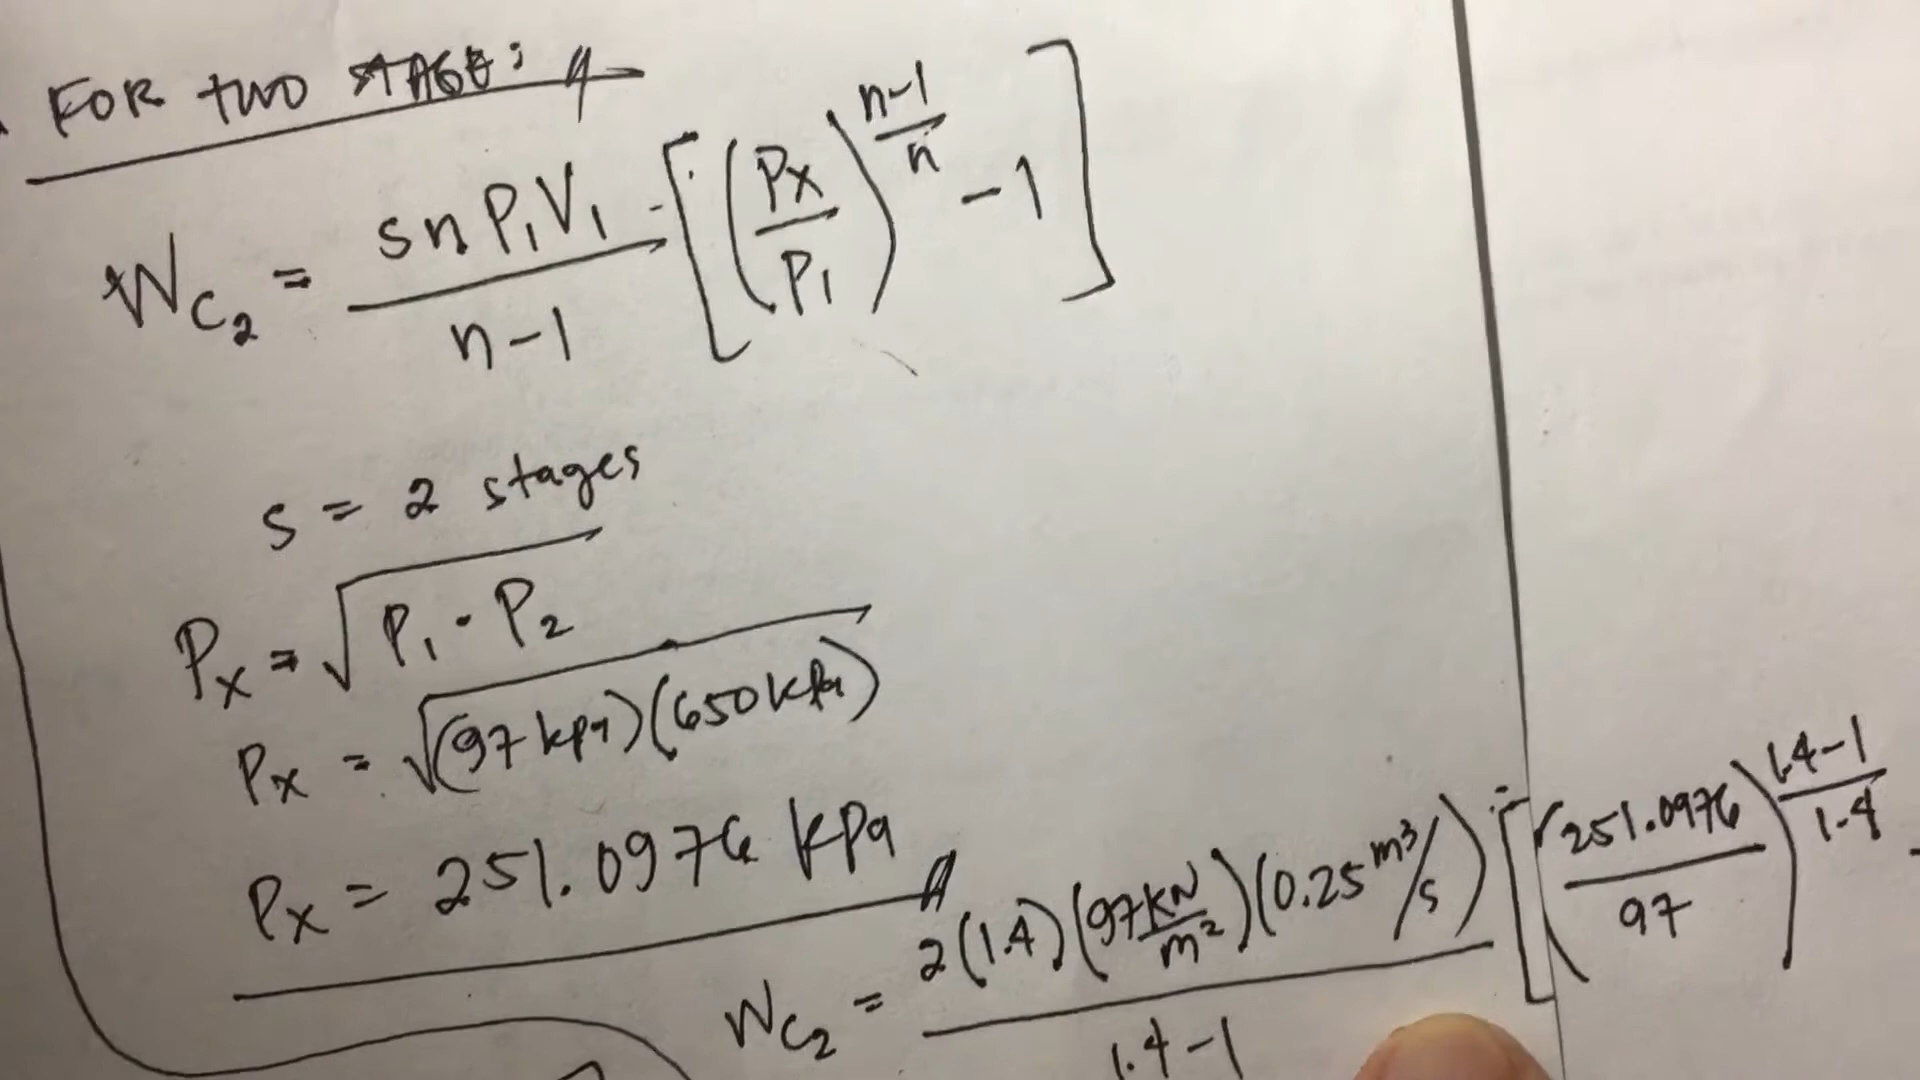 FOR TWO STAGE:
Wc₂ = snP₁V₁ / n-1 [(Px/P₁)^(n-1/n) - 1]
s = 2 stages
Px = √P₁·P₂
Px = √(97 kpa)(650 kpa)
Px = 251.0976 kPa
Wc₂ = 2(1.4)(97 kN/m²)(0.25 m³/s) / 1.4-1 [(251.0976/97)^(1.4-1/1.4) -